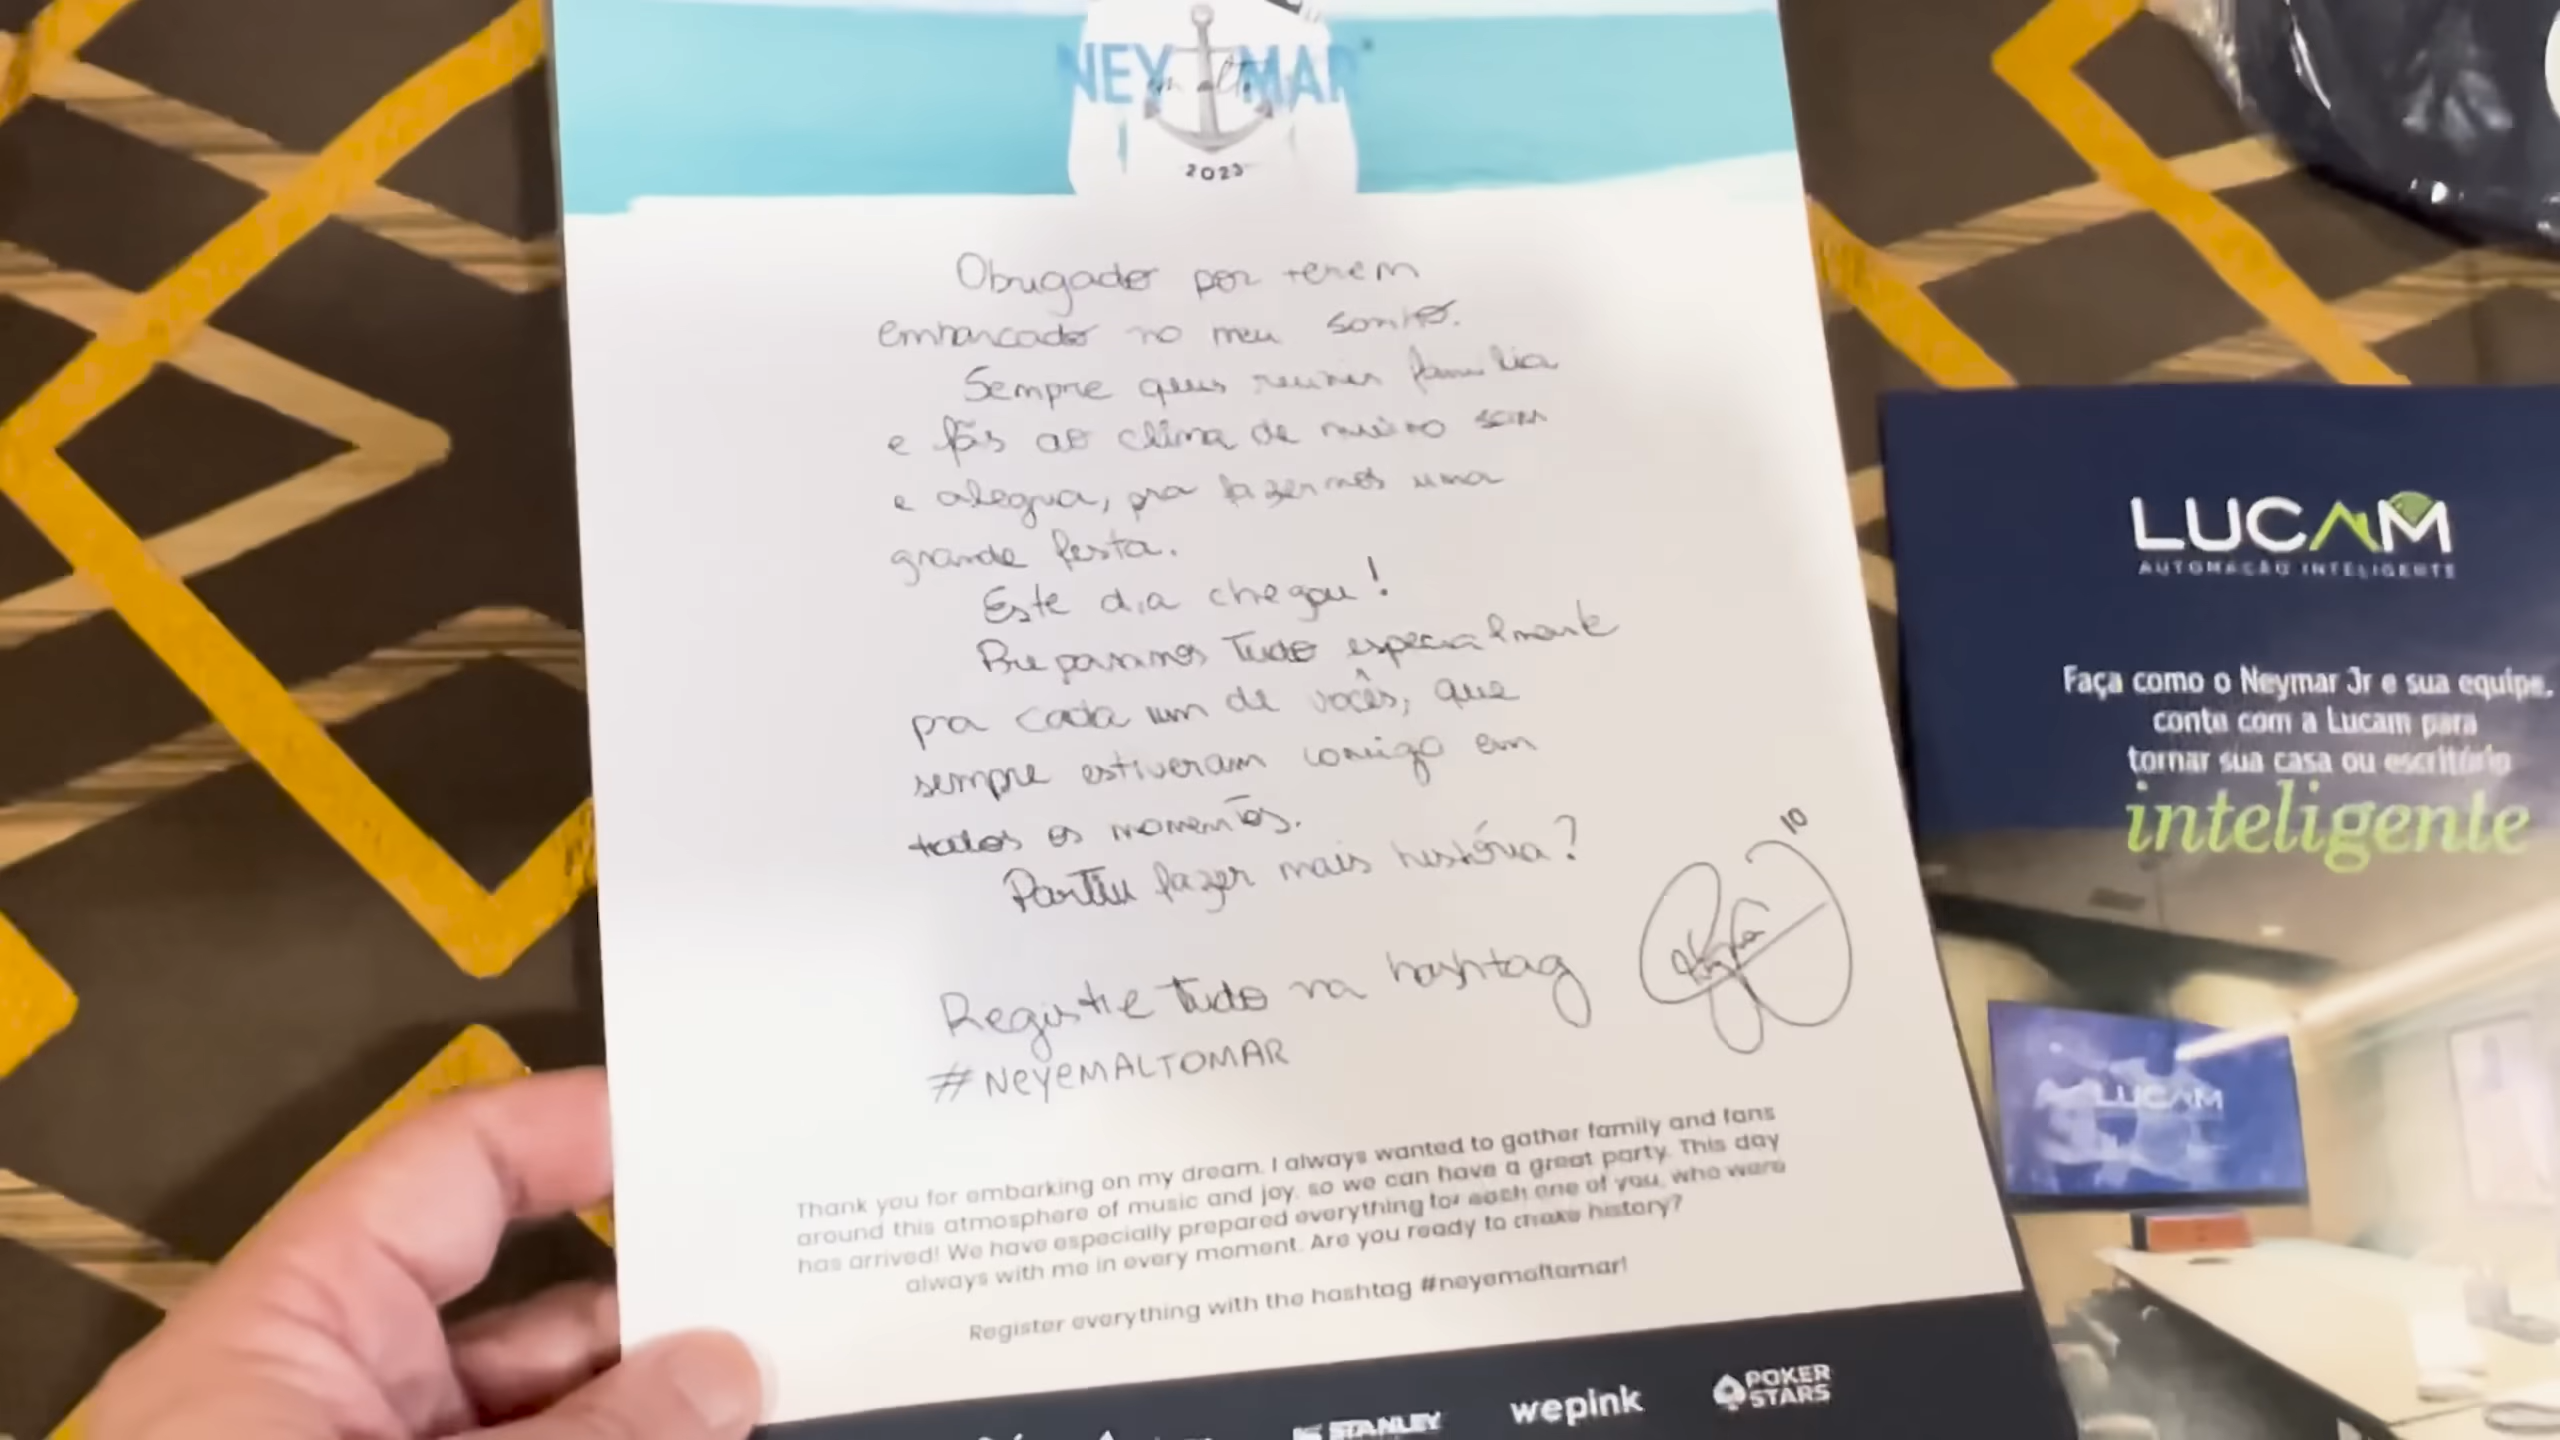 NEY em alto MAR
2023
Obrigado por terem
embarcado no meu sonho.
Sempre quis reunir família
e fãs ao clima de muito som
e alegria, pra fazermos uma
grande festa.
Este dia chegou!
Preparamos Tudo especialmente
pra cada um de vocês, que
sempre estiveram comigo em
todos os momentos.
Partiu fazer mais história?
10
Registre tudo na hashtag
#NEYEMALTOMAR
Thank you for embarking on my dream. I always wanted to gather family and fans
around this atmosphere of music and joy, so we can have a great party. This day
has arrived! We have especially prepared everything for each one of you, who were
always with me in every moment. Are you ready to make history?
Register everything with the hashtag #neyemaltomar!
STANLEY
wepink
POKER
STARS
LUCAM
AUTOMAÇÃO INTELIGENTE
Faça como o Neymar Jr e sua equipe,
conte com a Lucam para
tornar sua casa ou escritório
inteligente
LUCAM